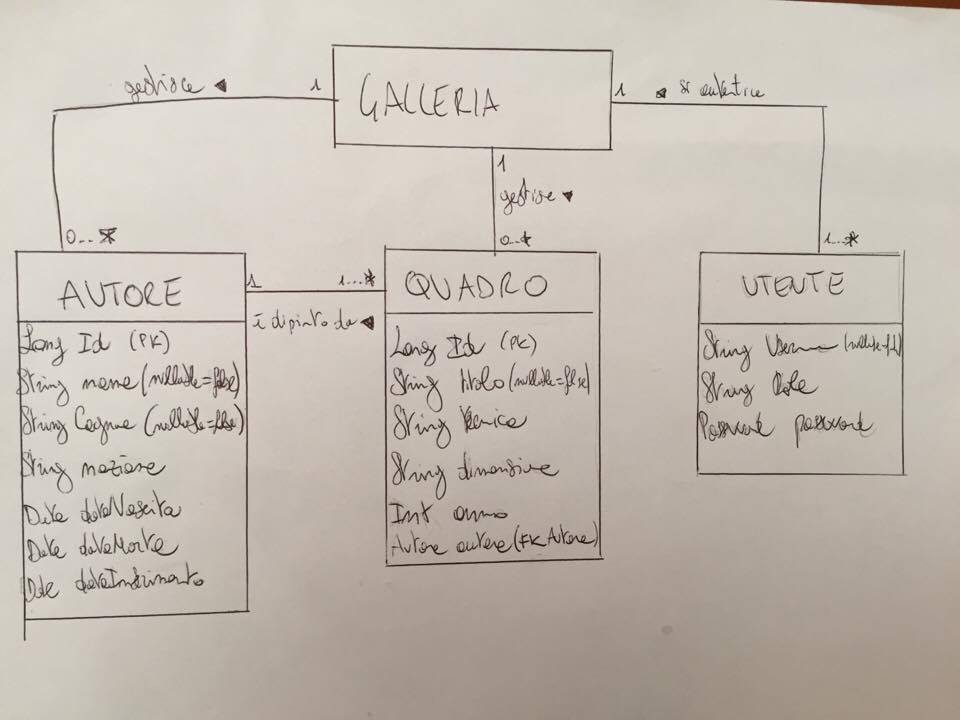 GALLERIA
gestisce ◄ 1
1 ◄ si autentica
1
gestisce
0..*
0...*
1...*
AUTORE
1 1...*
è dipinto da ◄
QUADRO
UTENTE
Long Id (PK)
String nome (nullable=false)
String Cognome (nullable=false)
String nazione
Date dataNascita
Date dataMorte
Date
Long Id (PK)
String titolo (nullable=false)
String tecnica
String dimensione
Int anno
Autore autore (FK Autore)
String (nullable=false)
String Role
Password password